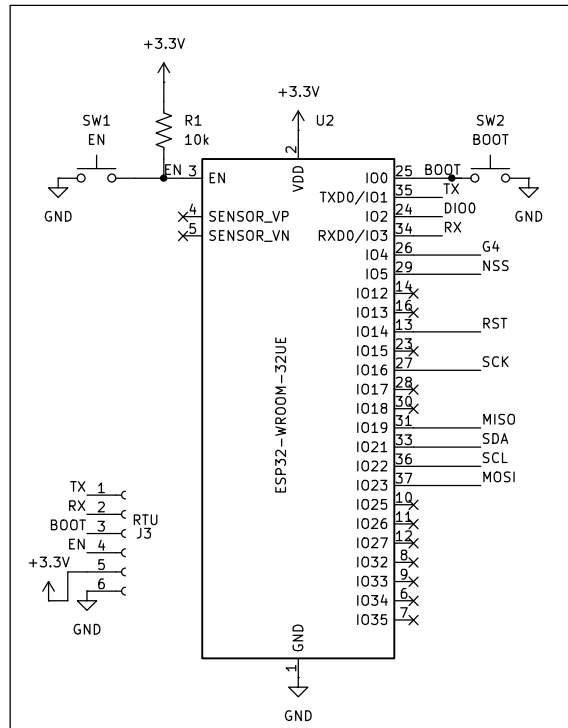 +3.3V
+3.3V
SW1
EN
R1
10k
U2
SW2
BOOT
GND
EN 3 EN
2
VDD
IO0 25 BOOT
GND
TXD0/IO1 35 TX
4 SENSOR_VP
IO2 24 DIO0
5 SENSOR_VN
RXD0/IO3 34 RX
IO4 26 G4
IO5 29 NSS
IO12 14
IO13 16
IO14 13 RST
IO15 23
IO16 27 SCK
IO17 28
IO18 30
IO19 31 MISO
IO21 33 SDA
IO22 36 SCL
IO23 37 MOSI
IO25 10
IO26 11
IO27 12
IO32 8
IO33 9
IO34 6
IO35 7
ESP32-WROOM-32UE
TX 1
RX 2
BOOT 3
EN 4
5
6
RTU
J3
+3.3V
GND
GND
1
GND